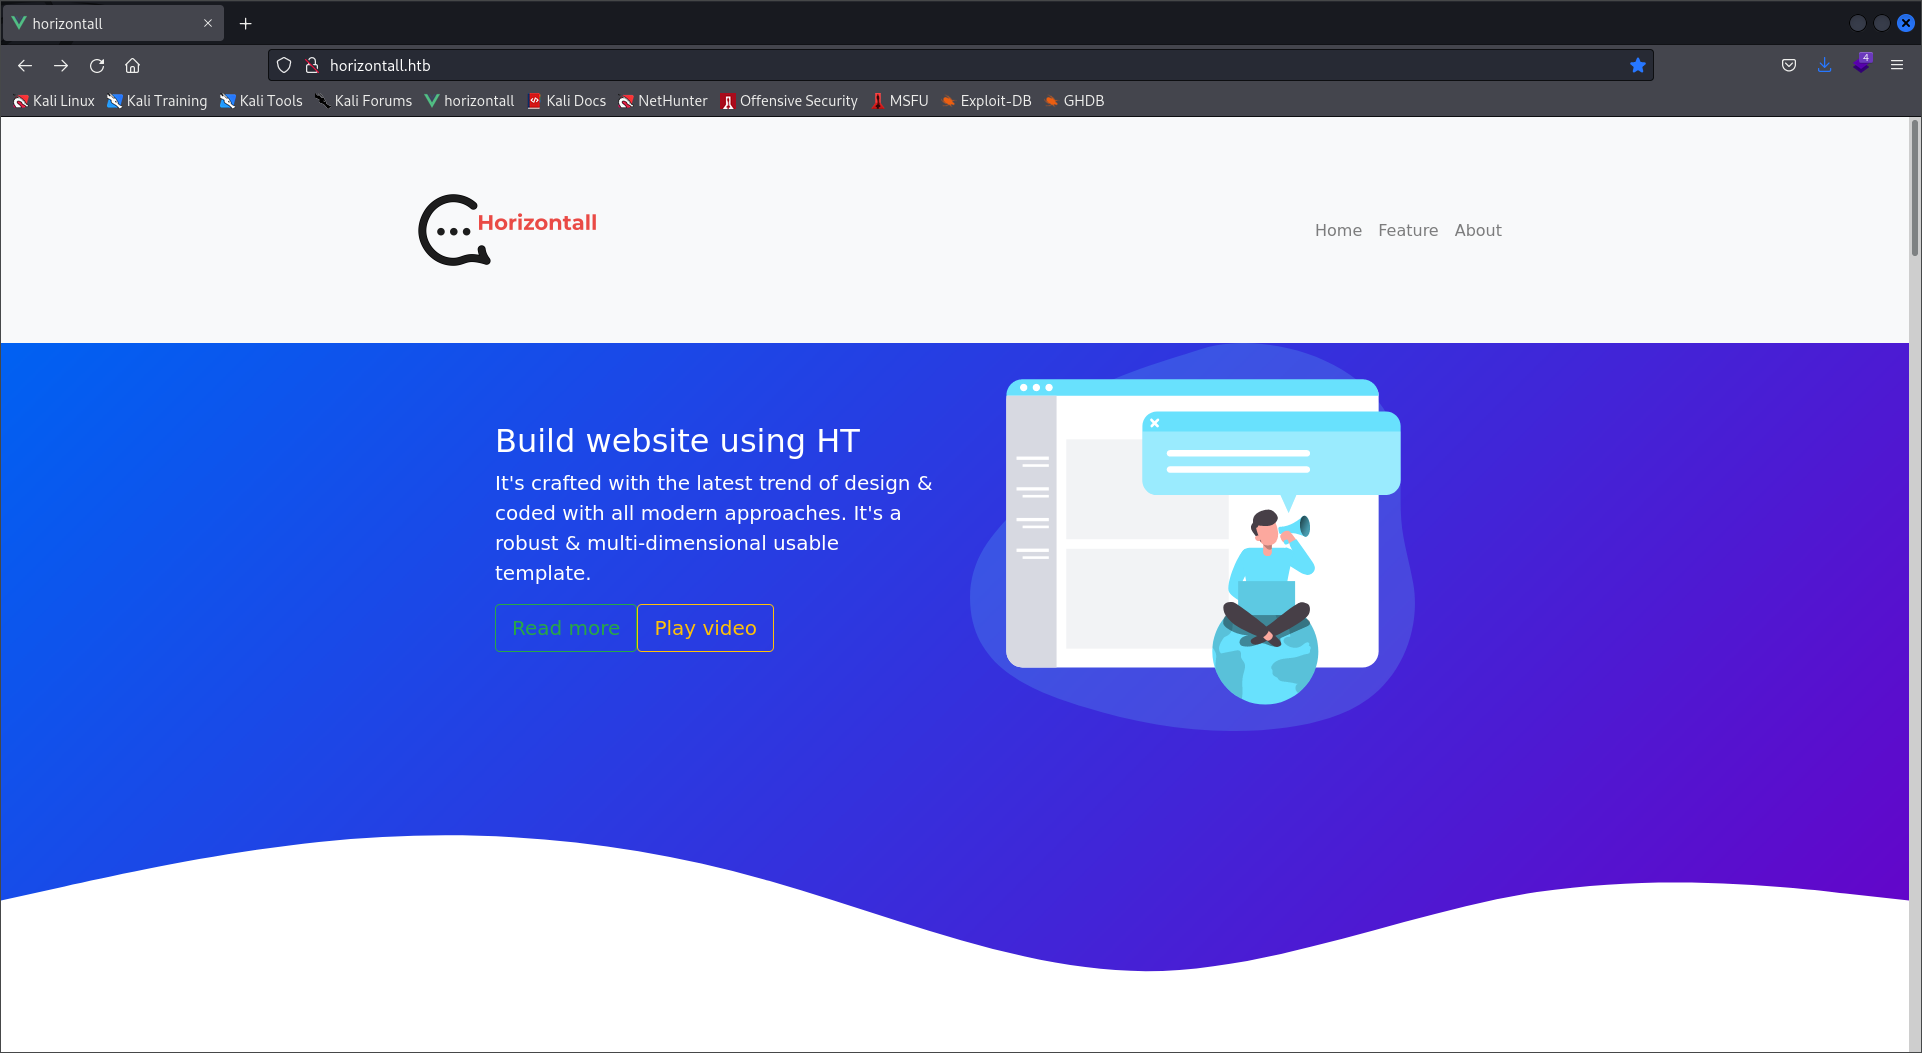 horizontall
horizontall.htb
4
Kali Linux Kali Training Kali Tools Kali Forums horizontall Kali Docs NetHunter Offensive Security MSFU Exploit-DB GHDB
Horizontall
Home Feature About
Build website using HT
It's crafted with the latest trend of design &
coded with all modern approaches. It's a
robust & multi-dimensional usable
template.
Read more Play video